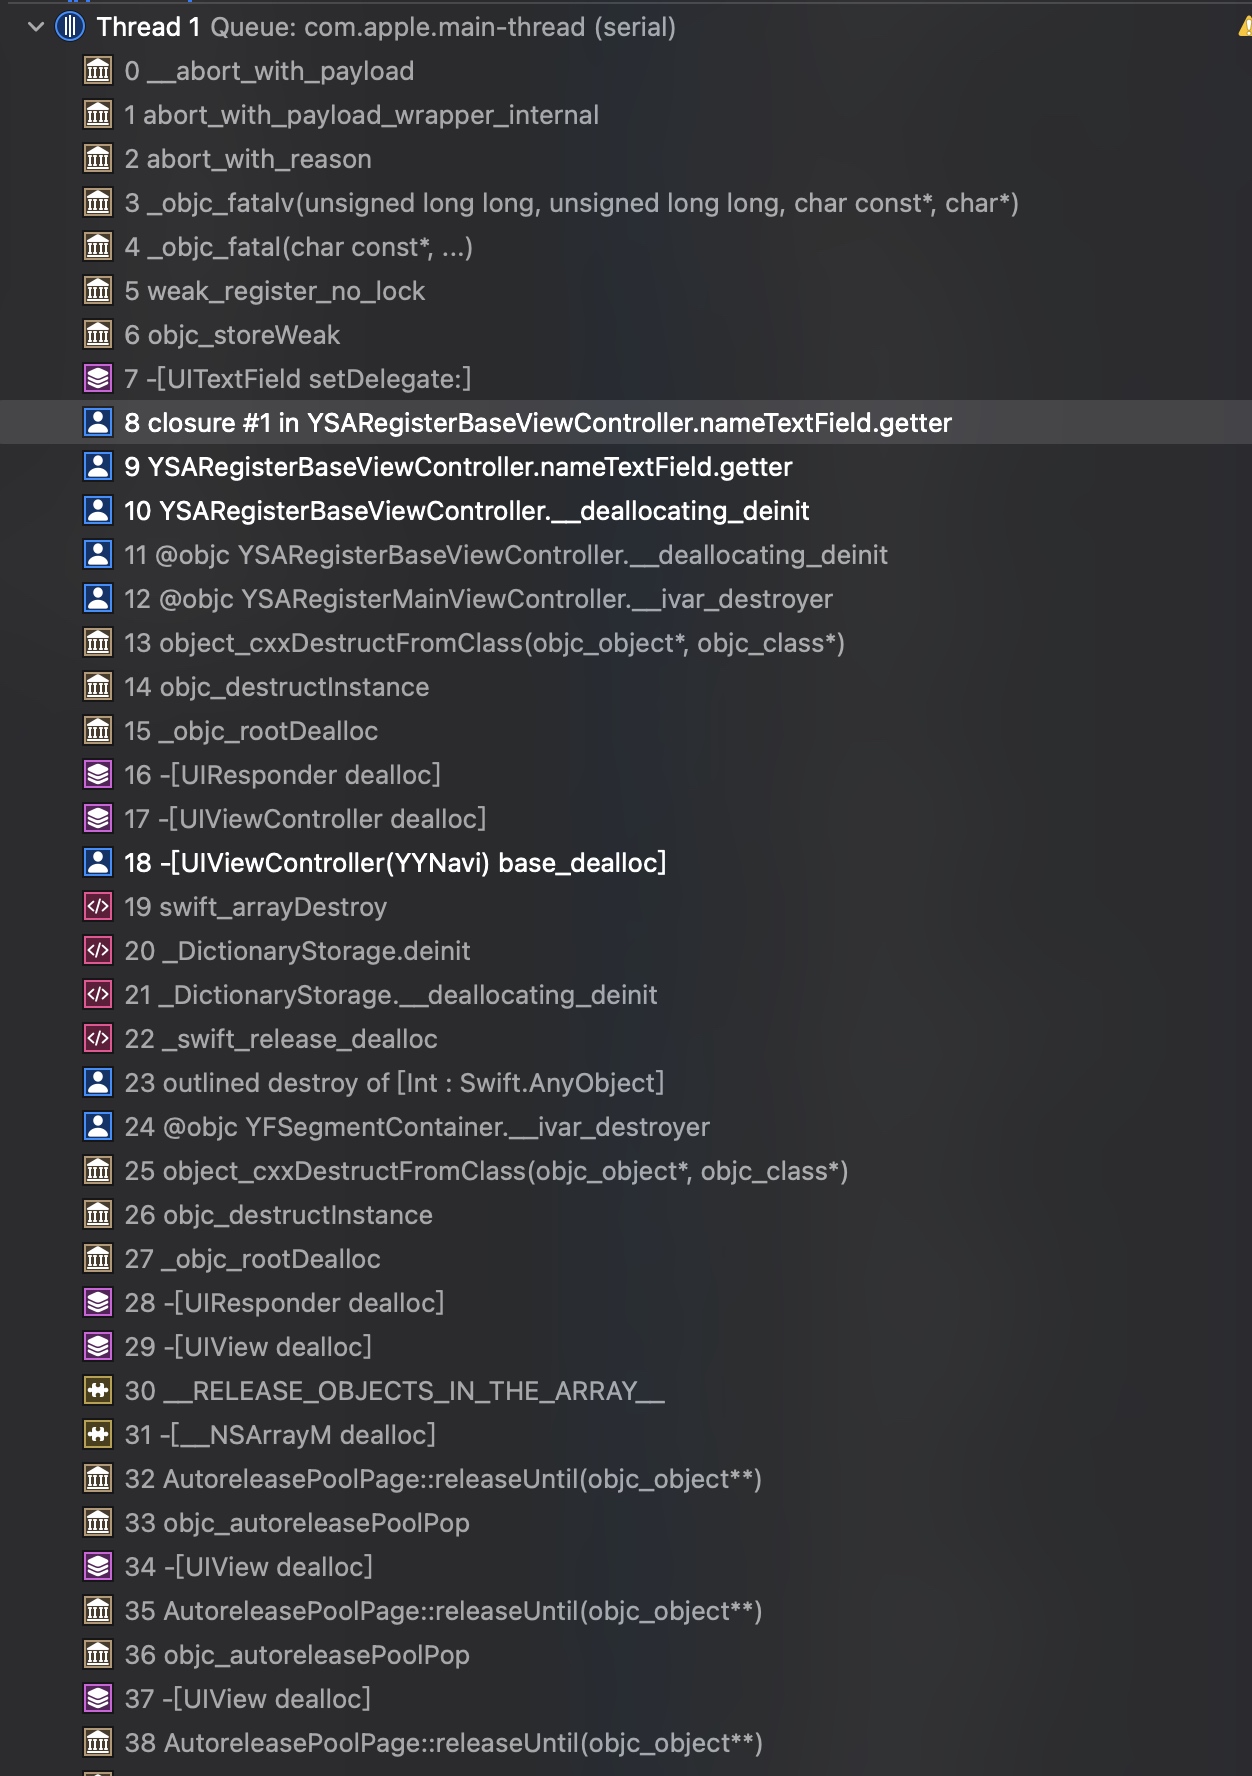 Thread 1 Queue: com.apple.main-thread (serial)
0 __abort_with_payload
1 abort_with_payload_wrapper_internal
2 abort_with_reason
3 _objc_fatalv(unsigned long long, unsigned long long, char const*, char*)
4 _objc_fatal(char const*, ...)
5 weak_register_no_lock
6 objc_storeWeak
7 -[UITextField setDelegate:]
8 closure #1 in YSARegisterBaseViewController.nameTextField.getter
9 YSARegisterBaseViewController.nameTextField.getter
10 YSARegisterBaseViewController.__deallocating_deinit
11 @objc YSARegisterBaseViewController.__deallocating_deinit
12 @objc YSARegisterMainViewController.__ivar_destroyer
13 object_cxxDestructFromClass(objc_object*, objc_class*)
14 objc_destructInstance
15 _objc_rootDealloc
16 -[UIResponder dealloc]
17 -[UIViewController dealloc]
18 -[UIViewController(YYNavi) base_dealloc]
19 swift_arrayDestroy
20 _DictionaryStorage.deinit
21 _DictionaryStorage.__deallocating_deinit
22 _swift_release_dealloc
23 outlined destroy of [Int : Swift.AnyObject]
24 @objc YFSegmentContainer.__ivar_destroyer
25 object_cxxDestructFromClass(objc_object*, objc_class*)
26 objc_destructInstance
27 _objc_rootDealloc
28 -[UIResponder dealloc]
29 -[UIView dealloc]
30 __RELEASE_OBJECTS_IN_THE_ARRAY__
31 -[__NSArrayM dealloc]
32 AutoreleasePoolPage::releaseUntil(objc_object**)
33 objc_autoreleasePoolPop
34 -[UIView dealloc]
35 AutoreleasePoolPage::releaseUntil(objc_object**)
36 objc_autoreleasePoolPop
37 -[UIView dealloc]
38 AutoreleasePoolPage::releaseUntil(objc_object**)